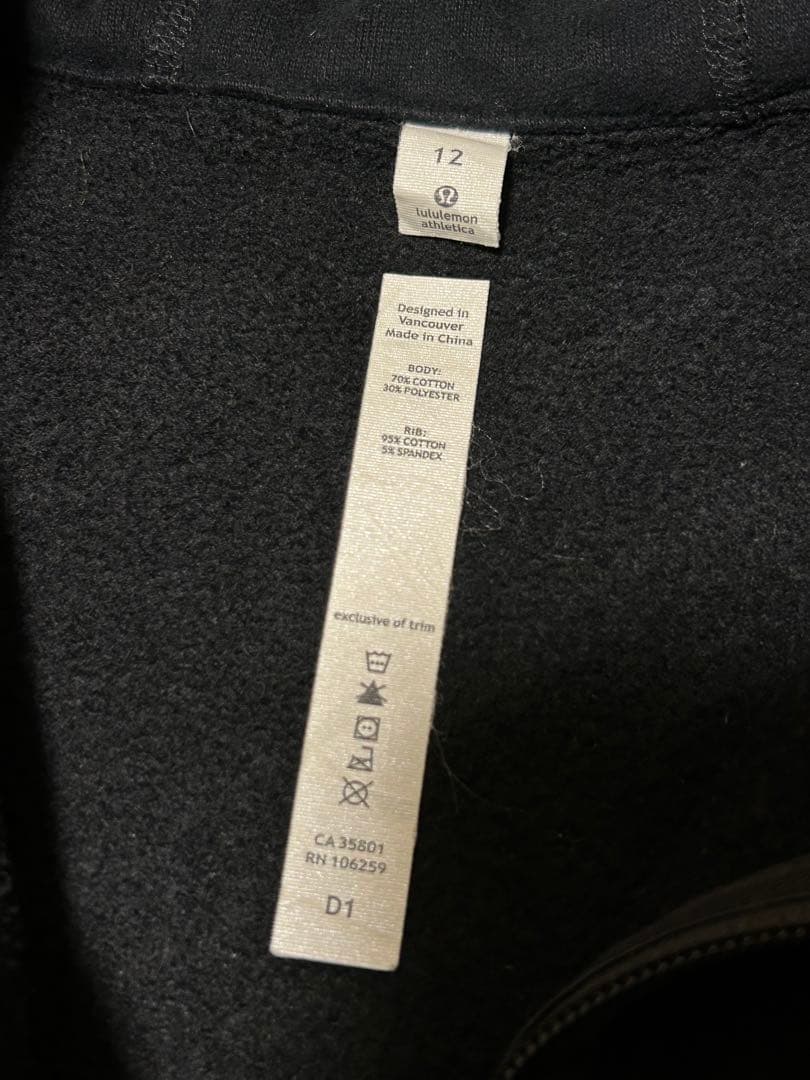 12
lululemon
athletica
Designed in
Vancouver
Made in China
BODY:
70% COTTON
30% POLYESTER
RIB:
95% COTTON
5% SPANDEX
exclusive of trim
CA 35801
RN 106259
D1